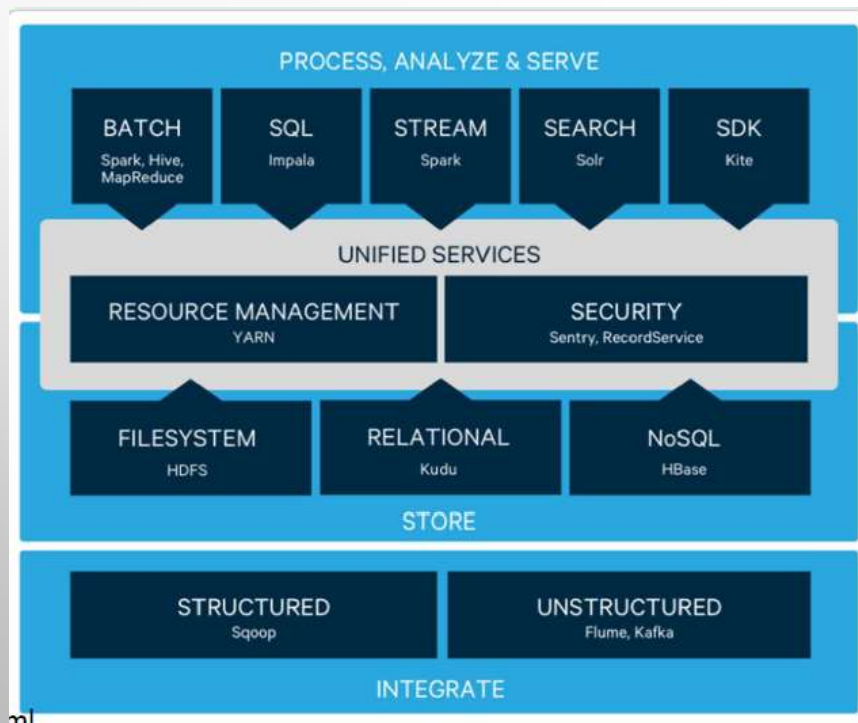 PROCESS, ANALYZE & SERVE
BATCH
Spark, Hive,
MapReduce
SQL
Impala
STREAM
Spark
SEARCH
Solr
SDK
Kite
UNIFIED SERVICES
RESOURCE MANAGEMENT
YARN
SECURITY
Sentry, RecordService
FILESYSTEM
HDFS
RELATIONAL
Kudu
NoSQL
HBase
STORE
STRUCTURED
Sqoop
UNSTRUCTURED
Flume, Kafka
INTEGRATE